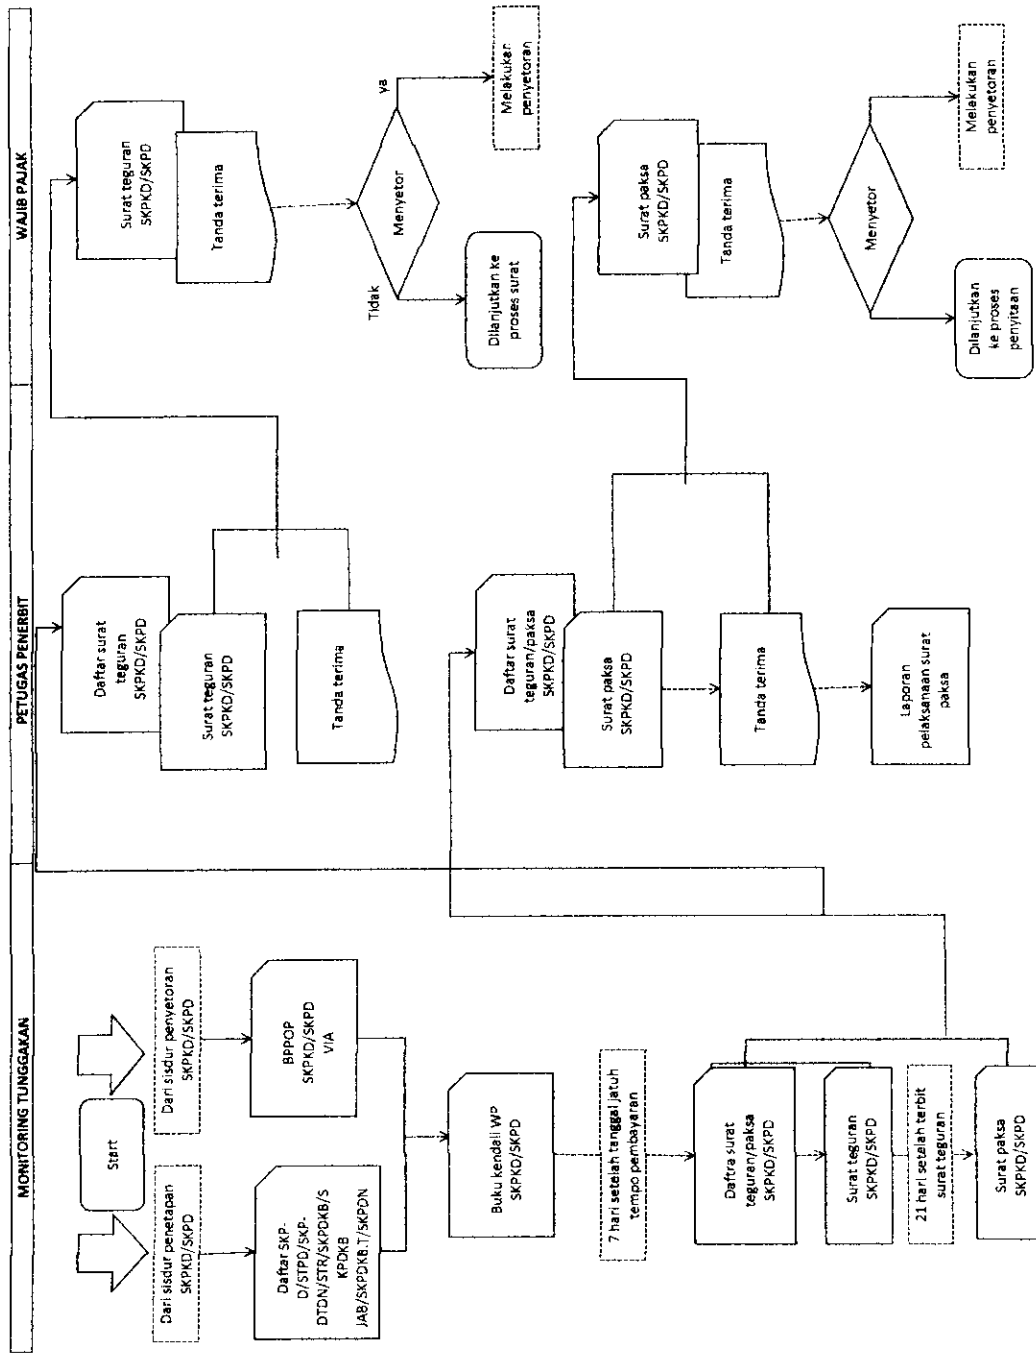 MONITORING TUNGGAKAN
PETUGAS PENERBIT
WAJIB PAJAK
Start
Dari sisdur penetapan
SKPKD/SKPD
Dari sisdur penyetoran
SKPKD/SKPD
Daftar SKP-
D/STPD/SKP-
DTDN/STR/SKPDKB/S
KPDKB
JAB/SKPDKB.T/SKPDN
BPPOP
SKPKD/SKPD
VIA
Buku kendali WP
SKPKD/SKPD
7 hari setelah tanggal jatuh
tempo pembayaran
Daftra surat
teguran/paksa
SKPKD/SKPD
Surat teguran
SKPKD/SKPD
21 hari setelah terbit
surat teguran
Surat paksa
SKPKD/SKPD
Daftar surat
teguran
SKPKD/SKPD
Surat teguran
SKPKD/SKPD
Tanda terima
Daftar surat
teguran/paksa
SKPKD/SKPD
Surat paksa
SKPKD/SKPD
Tanda terima
Laporan
pelaksanaan surat
paksa
Surat teguran
SKPKD/SKPD
Tanda terima
Menyetor
Tidak
ya
Dilanjutkan ke
proses surat
Melakukan
penyetoran
Surat paksa
SKPKD/SKPD
Tanda terima
Menyetor
Dilanjutkan
ke proses
penyitaan
Melakukan
penyetoran